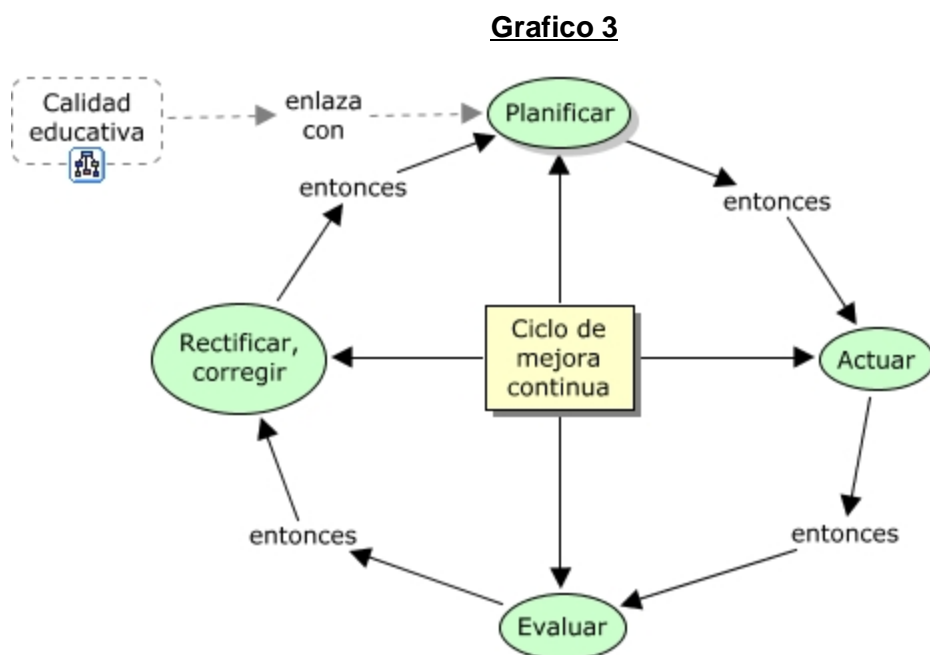 Grafico 3
Calidad
educativa
enlaza
con
Planificar
entonces
entonces
Rectificar,
corregir
Ciclo de
mejora
continua
Actuar
entonces
entonces
Evaluar